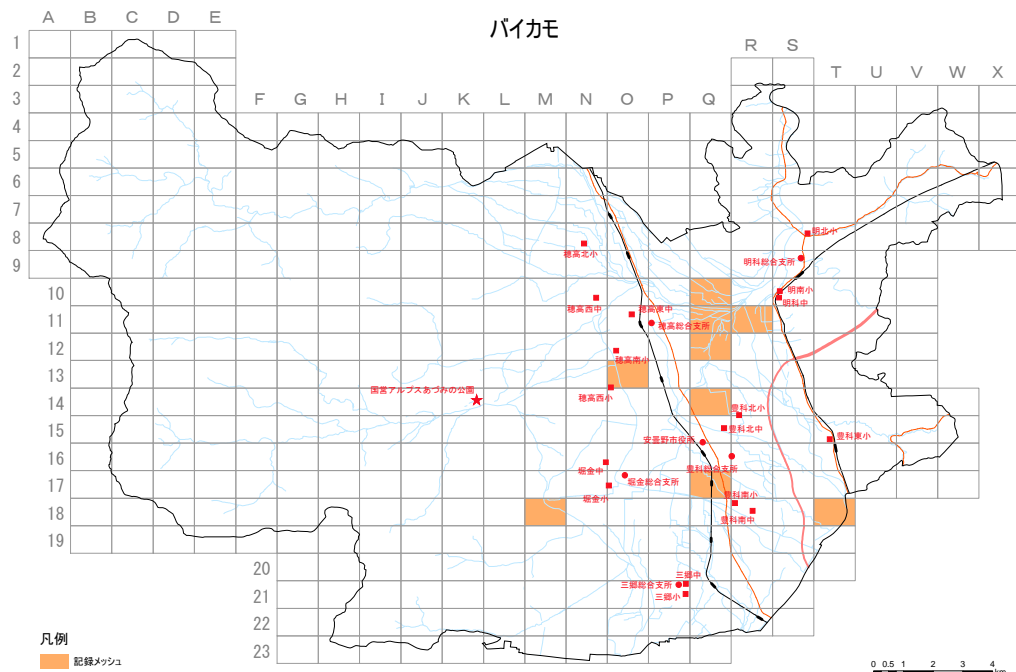 バイカモ
A B C D E
R S
T U V W X
F G H I J K L M N O P Q
1
2
3
4
5
6
7
8
9
10
11
12
13
14
15
16
17
18
19
20
21
22
23
明北小
穂高北小
明科総合支所
明南小
明科中
穂高西中
穂高東中
穂高総合支所
穂高南小
国営アルプスあづみの公園
穂高西小
豊科北小
豊科北中
安曇野市役所
豊科東小
豊科総合支所
堀金中
堀金総合支所
堀金小
豊科南小
豊科南中
三郷中
三郷総合支所
三郷小
凡例
記録メッシュ
0 0.5 1 2 3 4
km